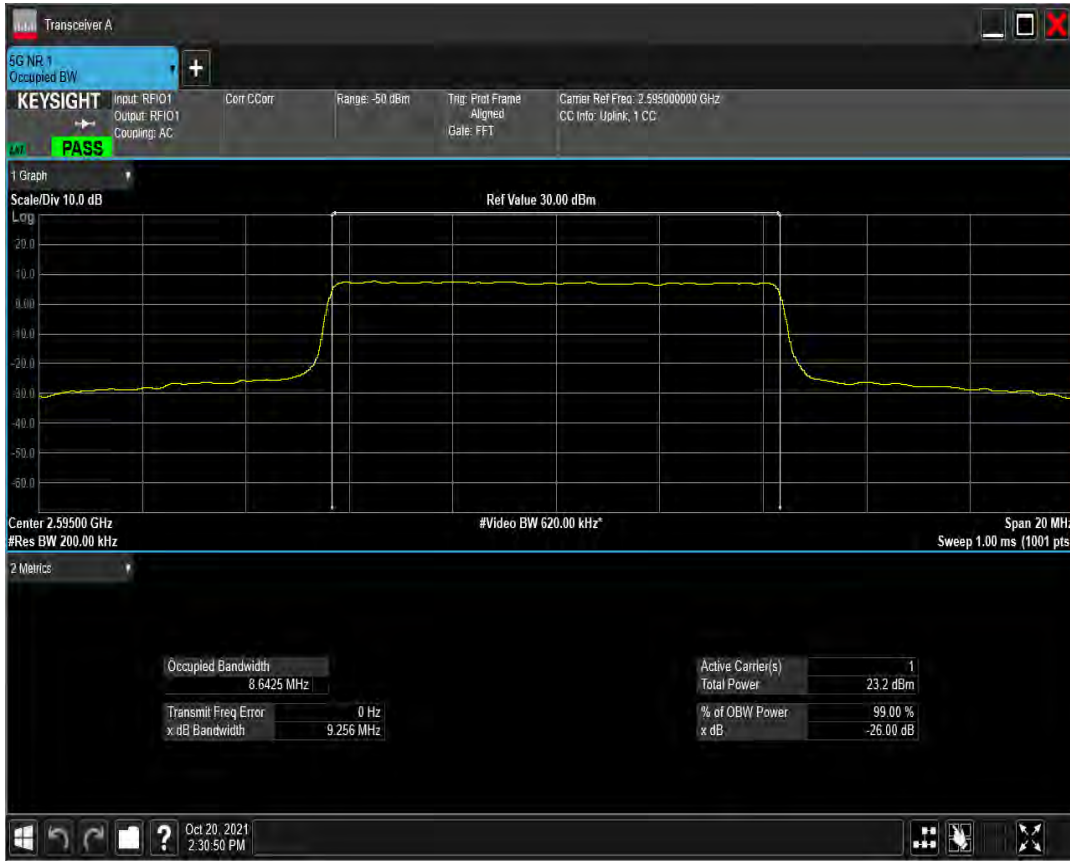 Transceiver A
5G NR 1
Occupied BW
+
KEYSIGHT
PASS
Input: RFIO1
Output: RFIO1
Coupling: AC
Corr CCorr
Range: -50 dBm
Trig: Prot Frame
Aligned
Gate: FFT
Carrier Ref Freq: 2.595000000 GHz
CC Info: Uplink, 1 CC
1 Graph
Scale/Div 10.0 dB
Ref Value 30.00 dBm
Log
20.0
10.0
0.00
-10.0
-20.0
-30.0
-40.0
-50.0
-60.0
Center 2.59500 GHz
#Video BW 620.00 kHz*
Span 20 MHz
#Res BW 200.00 kHz
Sweep 1.00 ms (1001 pts
2 Metrics
Occupied Bandwidth
8.6425 MHz
Transmit Freq Error 0 Hz
x dB Bandwidth 9.256 MHz
Active Carrier(s) 1
Total Power 23.2 dBm
% of OBW Power 99.00 %
x dB -26.00 dB
?
Oct 20, 2021
2:30:50 PM